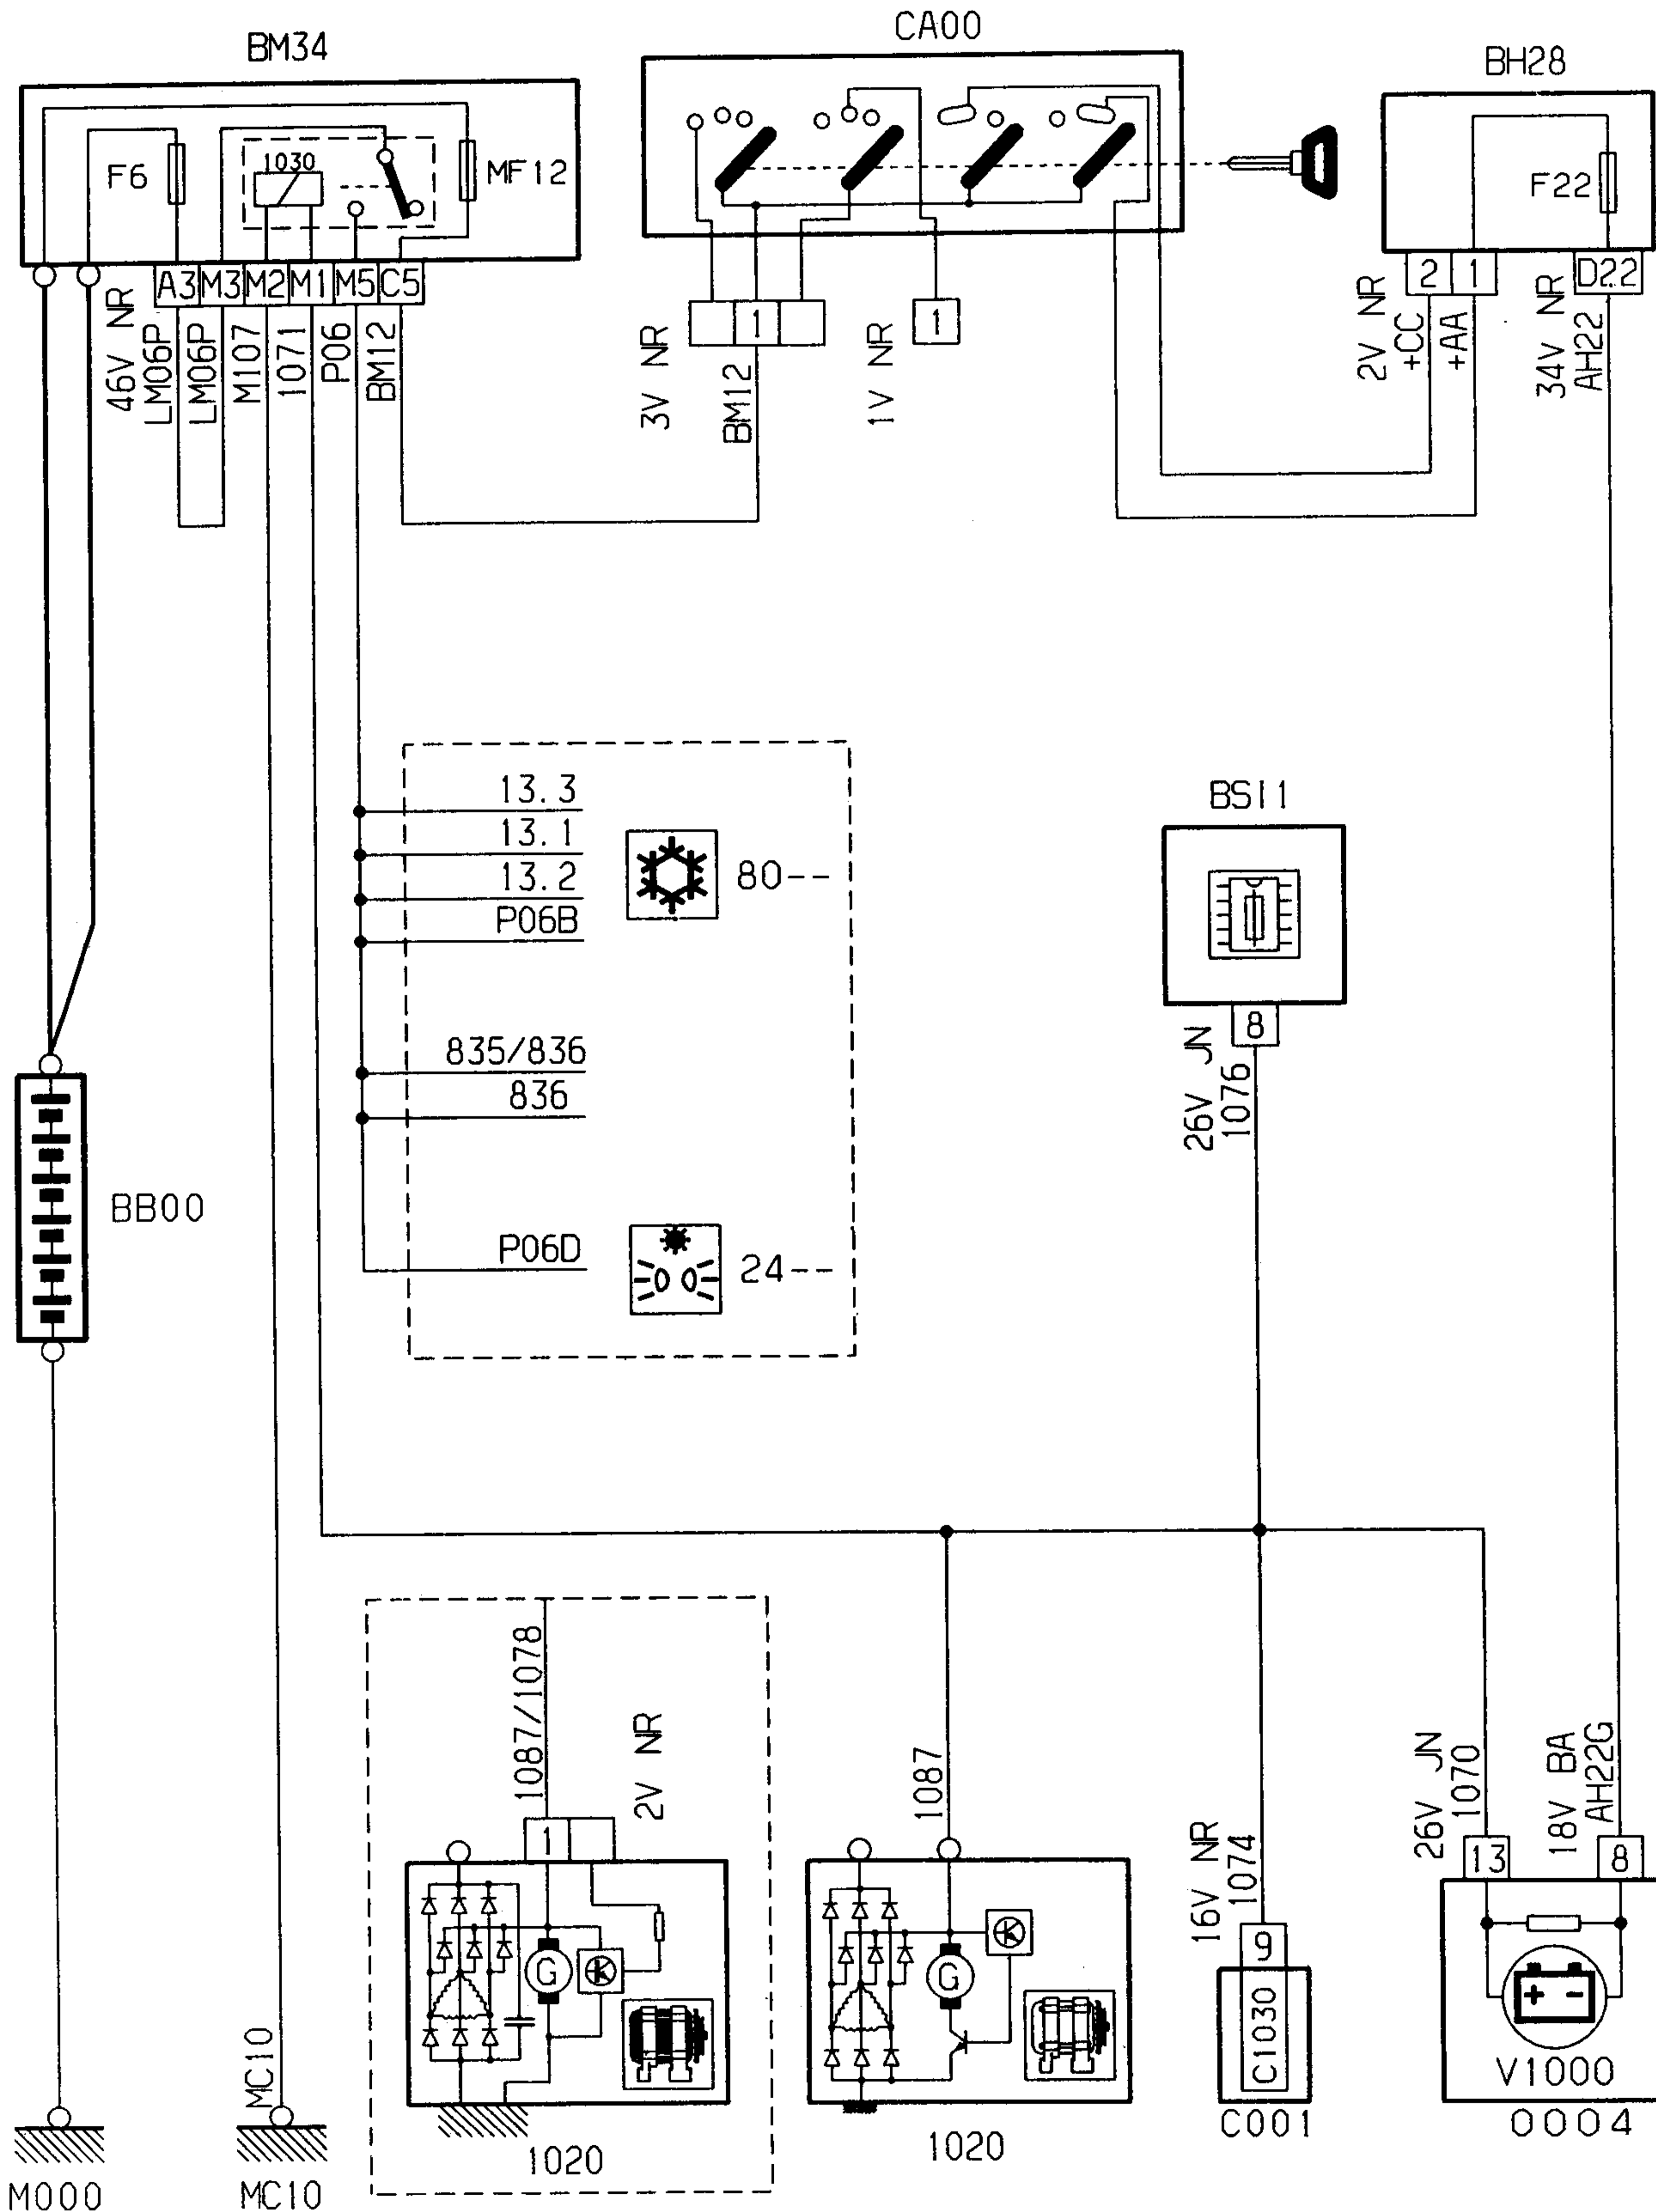 BM34
CA00
BH28
F6
1030
MF12
F22
A3 M3 M2 M1 M5 C5
1
1
2 1
D22
46V NR
LM06P
LM06P
M107
1071
P06
BM12
3V NR
BM12
1V NR
2V NR
+CC
+AA
34V NR
AH22
13.3
13.1
13.2
P06B
80--
835/836
836
P06D
24--
BSI1
8
26V JN
1076
BB00
1087/1078
2V NR
1
G
1020
1087
G
1020
16V NR
1074
9
C1030
C001
26V JN
1070
13
18V BA
AH22G
8
+ -
V1000
0004
MC10
M000
MC10